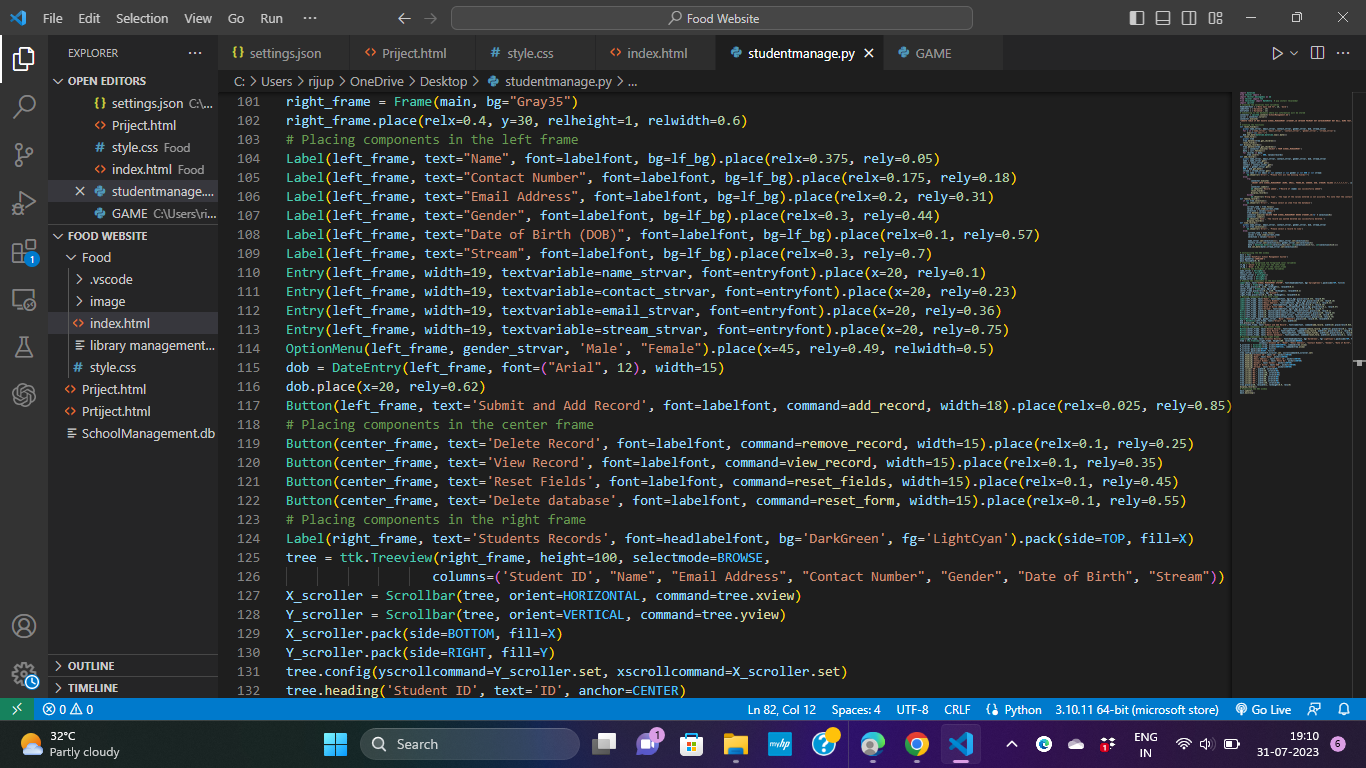 File Edit Selection View Go Run ··· Food Website
EXPLORER ···
settings.json Priject.html style.css index.html studentmanage.py GAME
C: > Users > rijup > OneDrive > Desktop > studentmanage.py > ...
OPEN EDITORS
settings.json C:\...
Priject.html
style.css Food
index.html Food
studentmanage....
GAME C:\Users\ri...
FOOD WEBSITE
Food
.vscode
image
index.html
library management...
style.css
Priject.html
Prtiject.html
SchoolManagement.db
OUTLINE
TIMELINE
1
101 right_frame = Frame(main, bg="Gray35")
102 right_frame.place(relx=0.4, y=30, relheight=1, relwidth=0.6)
103 # Placing components in the left frame
104 Label(left_frame, text="Name", font=labelfont, bg=lf_bg).place(relx=0.375, rely=0.05)
105 Label(left_frame, text="Contact Number", font=labelfont, bg=lf_bg).place(relx=0.175, rely=0.18)
106 Label(left_frame, text="Email Address", font=labelfont, bg=lf_bg).place(relx=0.2, rely=0.31)
107 Label(left_frame, text="Gender", font=labelfont, bg=lf_bg).place(relx=0.3, rely=0.44)
108 Label(left_frame, text="Date of Birth (DOB)", font=labelfont, bg=lf_bg).place(relx=0.1, rely=0.57)
109 Label(left_frame, text="Stream", font=labelfont, bg=lf_bg).place(relx=0.3, rely=0.7)
110 Entry(left_frame, width=19, textvariable=name_strvar, font=entryfont).place(x=20, rely=0.1)
111 Entry(left_frame, width=19, textvariable=contact_strvar, font=entryfont).place(x=20, rely=0.23)
112 Entry(left_frame, width=19, textvariable=email_strvar, font=entryfont).place(x=20, rely=0.36)
113 Entry(left_frame, width=19, textvariable=stream_strvar, font=entryfont).place(x=20, rely=0.75)
114 OptionMenu(left_frame, gender_strvar, 'Male', "Female").place(x=45, rely=0.49, relwidth=0.5)
115 dob = DateEntry(left_frame, font=("Arial", 12), width=15)
116 dob.place(x=20, rely=0.62)
117 Button(left_frame, text='Submit and Add Record', font=labelfont, command=add_record, width=18).place(relx=0.025, rely=0.85)
118 # Placing components in the center frame
119 Button(center_frame, text='Delete Record', font=labelfont, command=remove_record, width=15).place(relx=0.1, rely=0.25)
120 Button(center_frame, text='View Record', font=labelfont, command=view_record, width=15).place(relx=0.1, rely=0.35)
121 Button(center_frame, text='Reset Fields', font=labelfont, command=reset_fields, width=15).place(relx=0.1, rely=0.45)
122 Button(center_frame, text='Delete database', font=labelfont, command=reset_form, width=15).place(relx=0.1, rely=0.55)
123 # Placing components in the right frame
124 Label(right_frame, text='Students Records', font=headlabelfont, bg='DarkGreen', fg='LightCyan').pack(side=TOP, fill=X)
125 tree = ttk.Treeview(right_frame, height=100, selectmode=BROWSE,
126 columns=('Student ID', "Name", "Email Address", "Contact Number", "Gender", "Date of Birth", "Stream"))
127 X_scroller = Scrollbar(tree, orient=HORIZONTAL, command=tree.xview)
128 Y_scroller = Scrollbar(tree, orient=VERTICAL, command=tree.yview)
129 X_scroller.pack(side=BOTTOM, fill=X)
130 Y_scroller.pack(side=RIGHT, fill=Y)
131 tree.config(yscrollcommand=Y_scroller.set, xscrollcommand=X_scroller.set)
132 tree.heading('Student ID', text='ID', anchor=CENTER)
0 0 Ln 82, Col 12 Spaces: 4 UTF-8 CRLF Python 3.10.11 64-bit (microsoft store) Go Live
32°C
Partly cloudy
Search
1
myhp
1
ENG
IN
19:10
31-07-2023
6